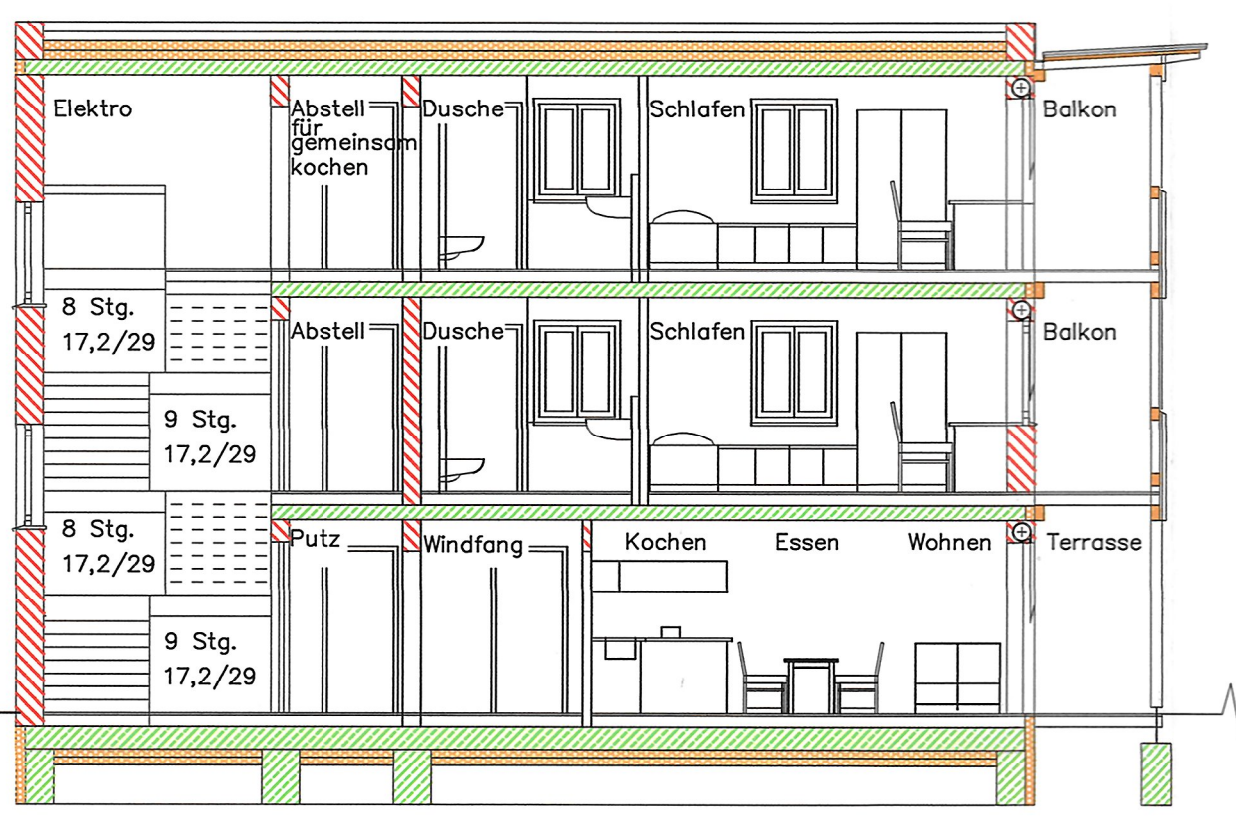 Elektro
Abstell
für
gemeinsam
kochen
Dusche
Schlafen
Balkon
8 Stg.
17,2/29
Abstell
Dusche
Schlafen
Balkon
9 Stg.
17,2/29
8 Stg.
17,2/29
Putz
Windfang
Kochen
Essen
Wohnen
Terrasse
9 Stg.
17,2/29